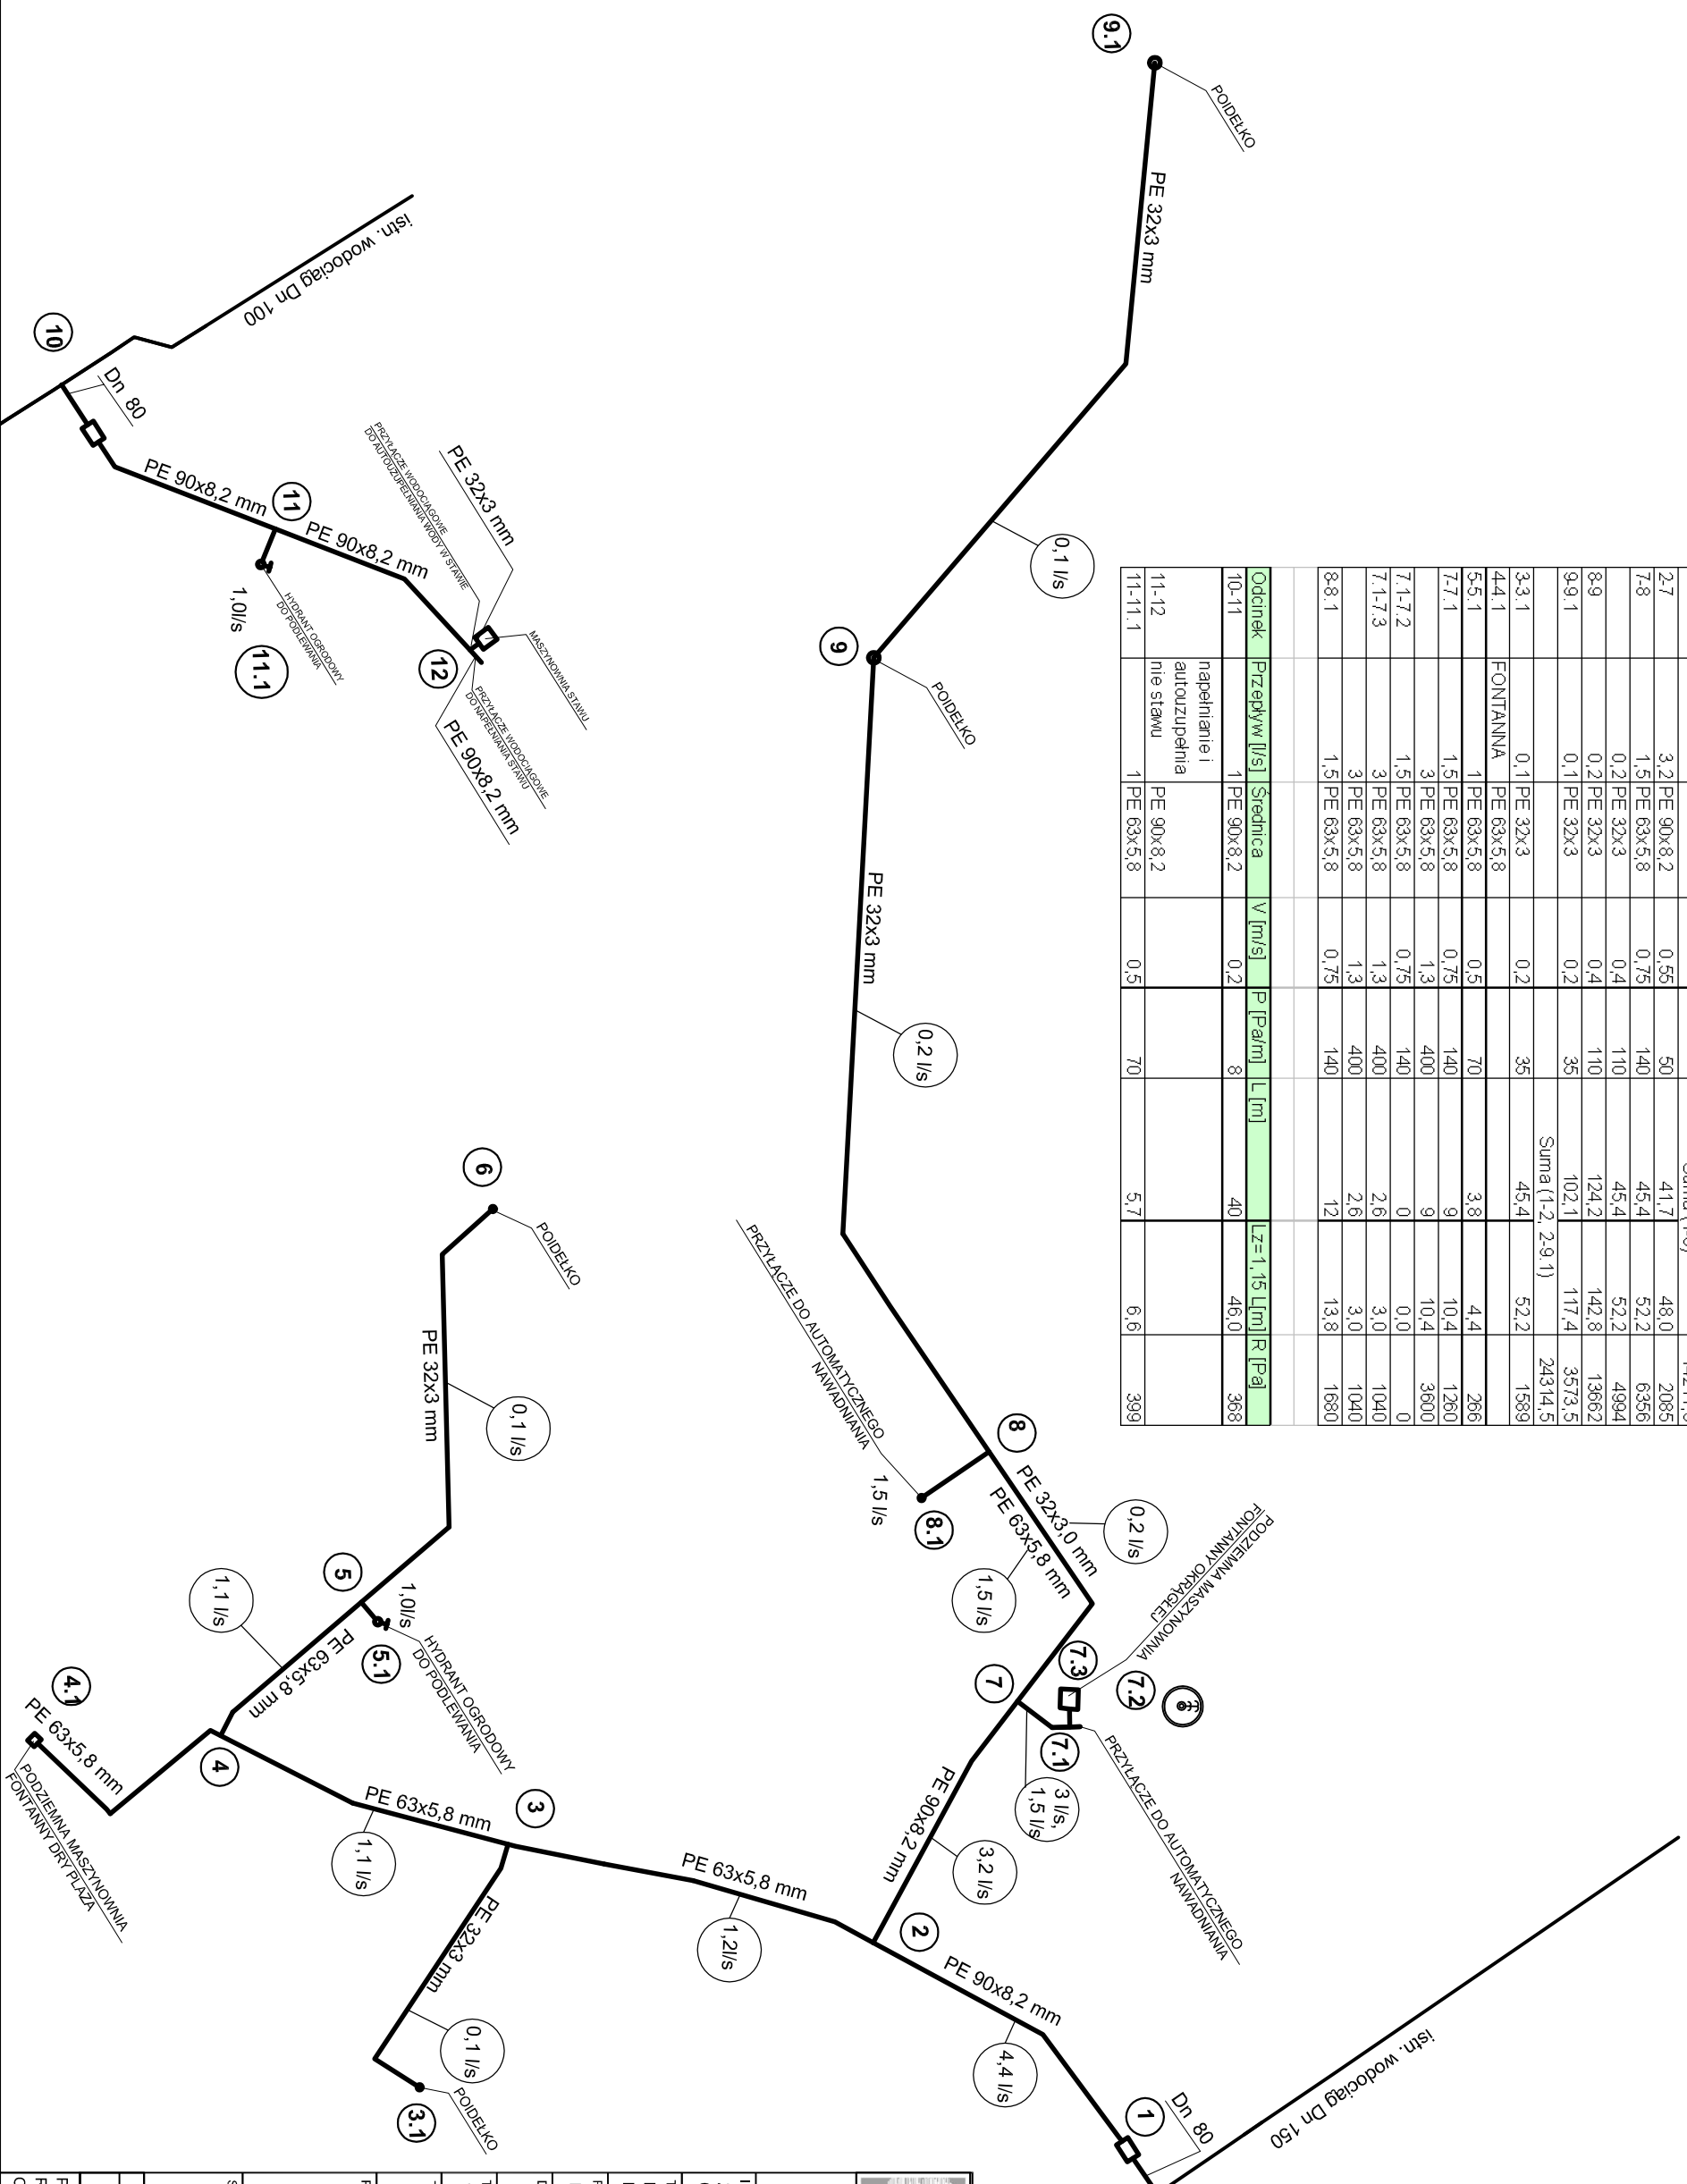 2-7 3,2 PE 90x8,2 0,55 50 41,7 48,0 2085
7-8 1,5 PE 63x5,8 0,75 140 45,4 52,2 6356
0,2 PE 32x3 0,4 110 45,4 52,2 4994
8-9 0,2 PE 32x3 0,4 110 124,2 142,8 13662
9-9.1 0,1 PE 32x3 0,2 35 102,1 117,4 3573,5
Suma (1-2, 2-9.1) 24314,5
3-3.1 0,1 PE 32x3 0,2 35 45,4 52,2 1589
4-4.1 FONTANNA PE 63x5,8
5-5.1 1 PE 63x5,8 0,5 70 3,8 4,4 266
7-7.1 1,5 PE 63x5,8 0,75 140 9 10,4 1260
3 PE 63x5,8 1,3 400 9 10,4 3600
7.1-7.2 1,5 PE 63x5,8 0,75 140 0 0,0 0
7.1-7.3 3 PE 63x5,8 1,3 400 2,6 3,0 1040
3 PE 63x5,8 1,3 400 2,6 3,0 1040
8-8.1 1,5 PE 63x5,8 0,75 140 12 13,8 1680
Odcinek Przepływ [l/s] Średnica V [m/s] P [Pa/m] L [m] Lz=1,15 L[m] R [Pa]
10-11 1 PE 90x8,2 0,2 8 40 46,0 368
napełnianie i
autouzupełnia
11-12 nie stawu PE 90x8,2
11-11.1 1 PE 63x5,8 0,5 70 5,7 6,6 399
9.1
POIDEŁKO
PE 32x3 mm
0,1 l/s
9
POIDEŁKO
PE 32x3 mm
0,2 l/s
8
PE 32x3,0 mm
PE 63x5,8 mm
0,2 l/s
1,5 l/s
PRZYŁĄCZE DO AUTOMATYCZNEGO
NAWADNIANIA
1,5 l/s
8.1
PODZIEMNA MASZYNOWNIA
FONTANNY OKRĄGŁEJ
7.3
7.2
7
7.1
3 l/s,
1,5 l/s
PRZYŁĄCZE DO AUTOMATYCZNEGO
NAWADNIANIA
PE 90x8,2 mm
3,2 l/s
2
PE 90x8,2 mm
4,4 l/s
1
Dn 80
istn. wodociąg Dn 150
PE 63x5,8 mm
1,2l/s
3
PE 32x3 mm
0,1 l/s
POIDEŁKO
3.1
PE 63x5,8 mm
1,1 l/s
4
PE 63x5,8 mm
4.1
PODZIEMNA MASZYNOWNIA
FONTANNY DRY PLAZA
PE 63x5,8 mm
1,1 l/s
5
1,0l/s
5.1
HYDRANT OGRODOWY
DO PODLEWANIA
PE 32x3 mm
0,1 l/s
6
POIDEŁKO
istn. wodociąg Dn 100
10
Dn 80
PE 90x8,2 mm
11
PE 90x8,2 mm
1,0l/s
11.1
HYDRANT OGRODOWY
DO PODLEWANIA
PRZYŁĄCZE WODOCIĄGOWE
DO AUTOUZUPEŁNIANIA WODY W STAWIE
PE 32x3 mm
MASZYNOWNIA STAWU
12
PRZYŁĄCZE WODOCIĄGOWE
DO NAPEŁNIANIA STAWU
PE 90x8,2 mm